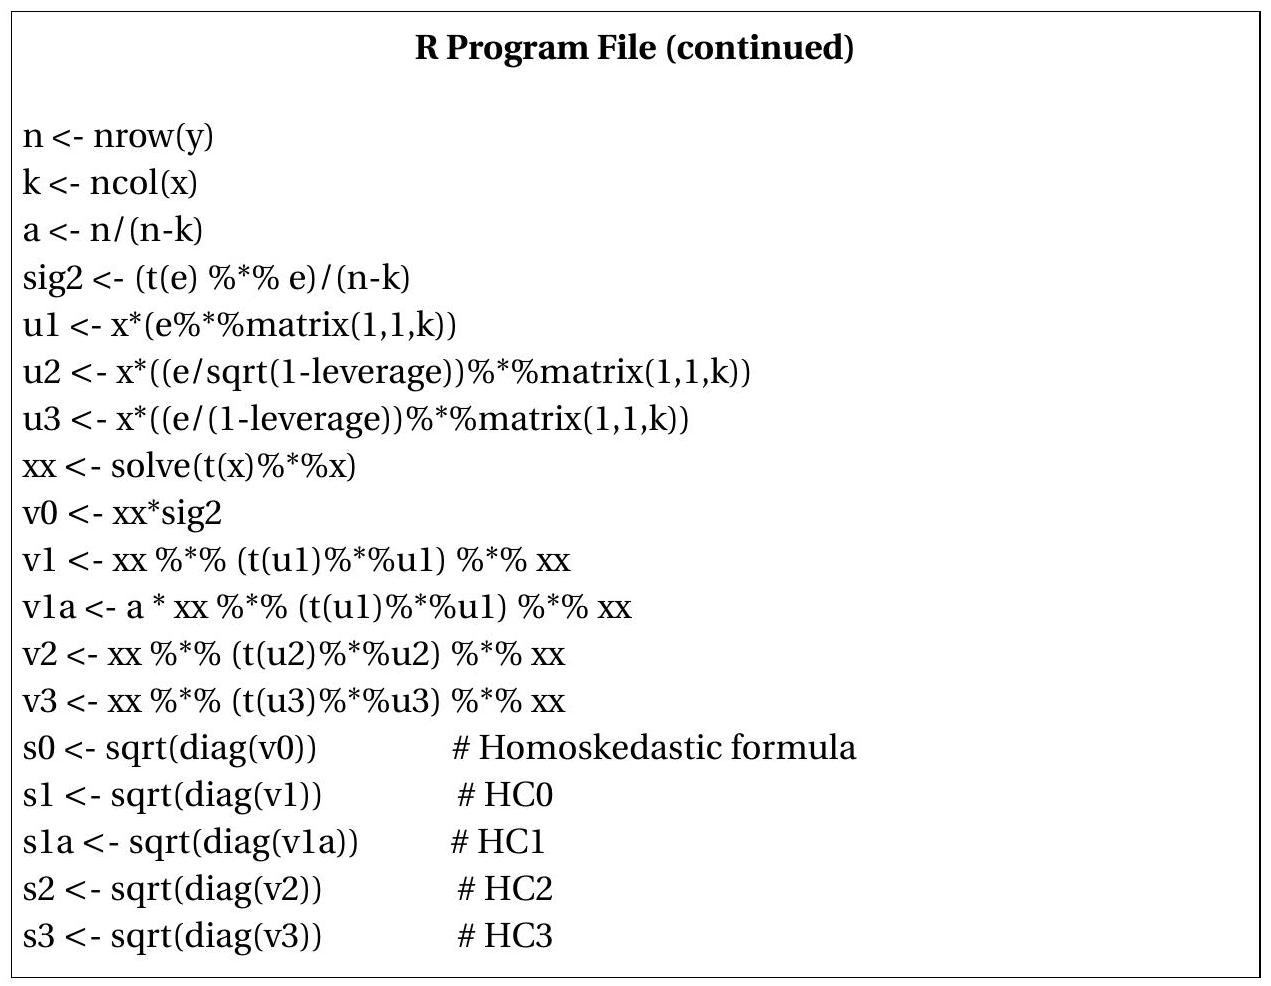 R Program File (continued)
n <- nrow(y)
k <- ncol(x)
a <- n/(n-k)
sig2 <- (t(e) %*% e)/(n-k)
u1 <- x*(e%*%matrix(1,1,k))
u2 <- x*((e/sqrt(1-leverage))%*%matrix(1,1,k))
u3 <- x*((e/(1-leverage))%*%matrix(1,1,k))
xx <- solve(t(x)%*%x)
v0 <- xx*sig2
v1 <- xx %*% (t(u1)%*%u1) %*% xx
v1a <- a * xx %*% (t(u1)%*%u1) %*% xx
v2 <- xx %*% (t(u2)%*%u2) %*% xx
v3 <- xx %*% (t(u3)%*%u3) %*% xx
s0 <- sqrt(diag(v0)) # Homoskedastic formula
s1 <- sqrt(diag(v1)) # HC0
s1a <- sqrt(diag(v1a)) # HC1
s2 <- sqrt(diag(v2)) # HC2
s3 <- sqrt(diag(v3)) # HC3